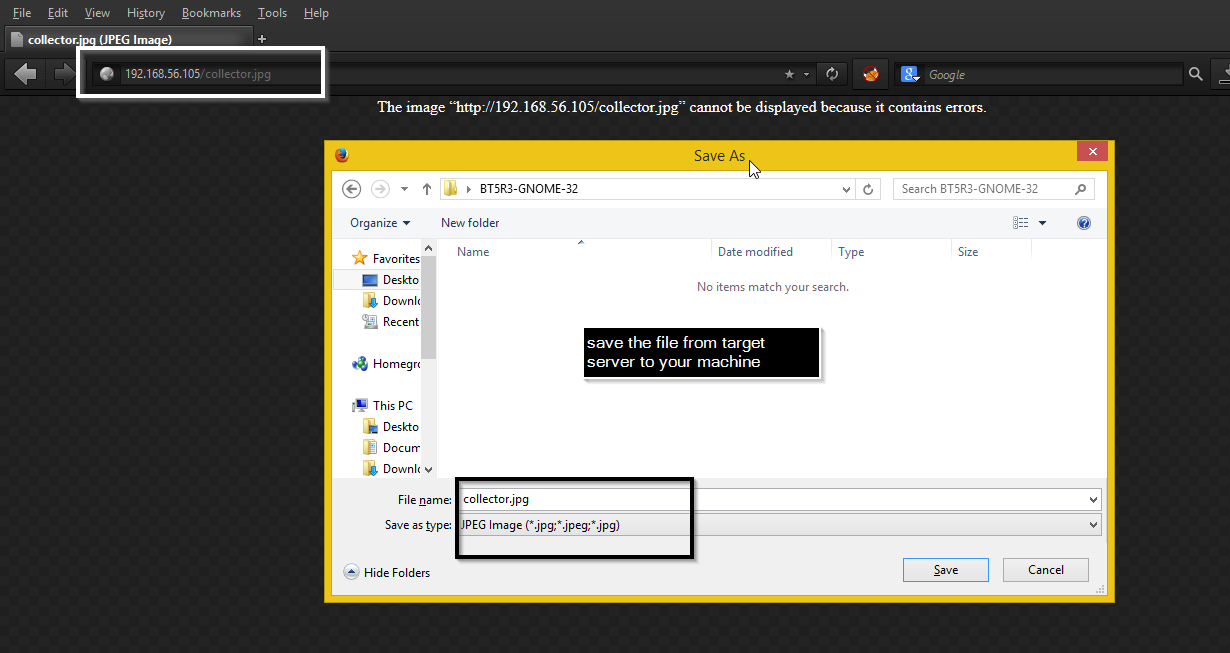 File Edit View History Bookmarks Tools Help
collector.jpg (JPEG Image) +
192.168.56.105/collector.jpg
Google
The image “http://192.168.56.105/collector.jpg” cannot be displayed because it contains errors.
Save As
BT5R3-GNOME-32
Search BT5R3-GNOME-32
Organize New folder
Name Date modified Type Size
Favorites
Deskto
Downlo
Recent
Homegro
This PC
Deskto
Docum
Downlo
No items match your search.
save the file from target
server to your machine
File name: collector.jpg
Save as type: JPEG Image (*.jpg;*.jpeg;*.jpg)
Hide Folders
Save Cancel